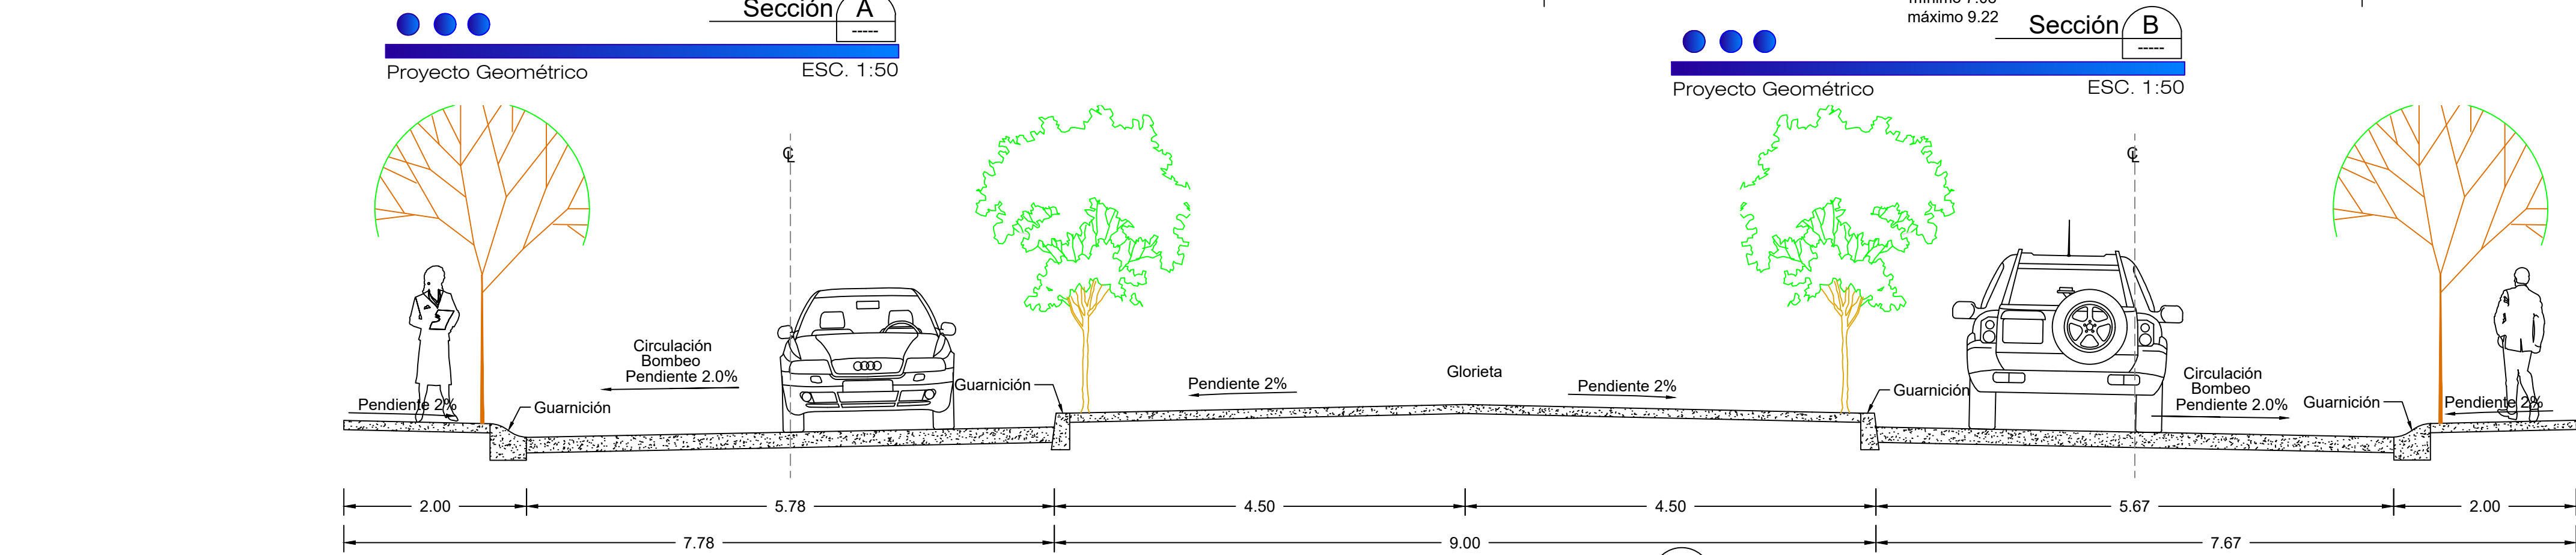 Sección A
-----
Proyecto Geométrico ESC. 1:50
máximo 9.22
Sección B
-----
Proyecto Geométrico ESC. 1:50
Circulación
Bombeo
Pendiente 2.0%
Pendiente 2%
Guarnición
Guarnición
Pendiente 2%
Glorieta
Pendiente 2%
Guarnición
Circulación
Bombeo
Pendiente 2.0%
Guarnición
Pendiente 2%
2.00 5.78 4.50 4.50 5.67 2.00
7.78 9.00 7.67